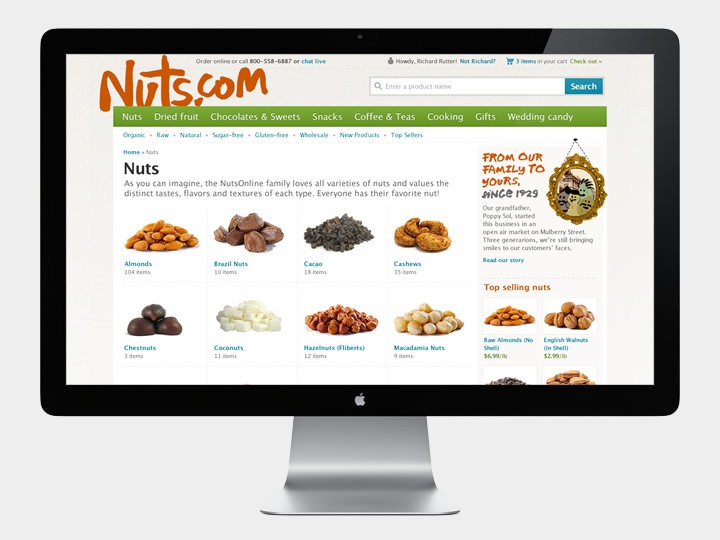 Order online or call 800-558-6887 or chat live
Howdy, Richard Rutter! Not Richard?
3 items in your cart Check out »
Nuts.com
Enter a product name
Search
Nuts Dried fruit Chocolates & Sweets Snacks Coffee & Teas Cooking Gifts Wedding candy
Organic • Raw • Natural • Sugar-free • Gluten-free • Wholesale • New Products • Top Sellers
Home » Nuts
Nuts
As you can imagine, the NutsOnline family loves all varieties of nuts and values the
distinct tastes, flavors and textures of each type. Everyone has their favorite nut!
Almonds
104 items
Brazil Nuts
10 items
Cacao
18 items
Cashews
35 items
Chestnuts
3 items
Coconuts
11 items
Hazelnuts (Fliberts)
12 items
Macadamia Nuts
9 items
FROM OUR
FAMILY TO
YOURS,
SINCE 1929
Our grandfather,
Poppy Sol, started
this business in an
open air market on Mulberry Street.
Three generations, we're still bringing
smiles to our customers' faces.
Read our story
Top selling nuts
Raw Almonds (No
Shell)
$6.99/lb
English Walnuts
(In Shell)
$2.99/lb